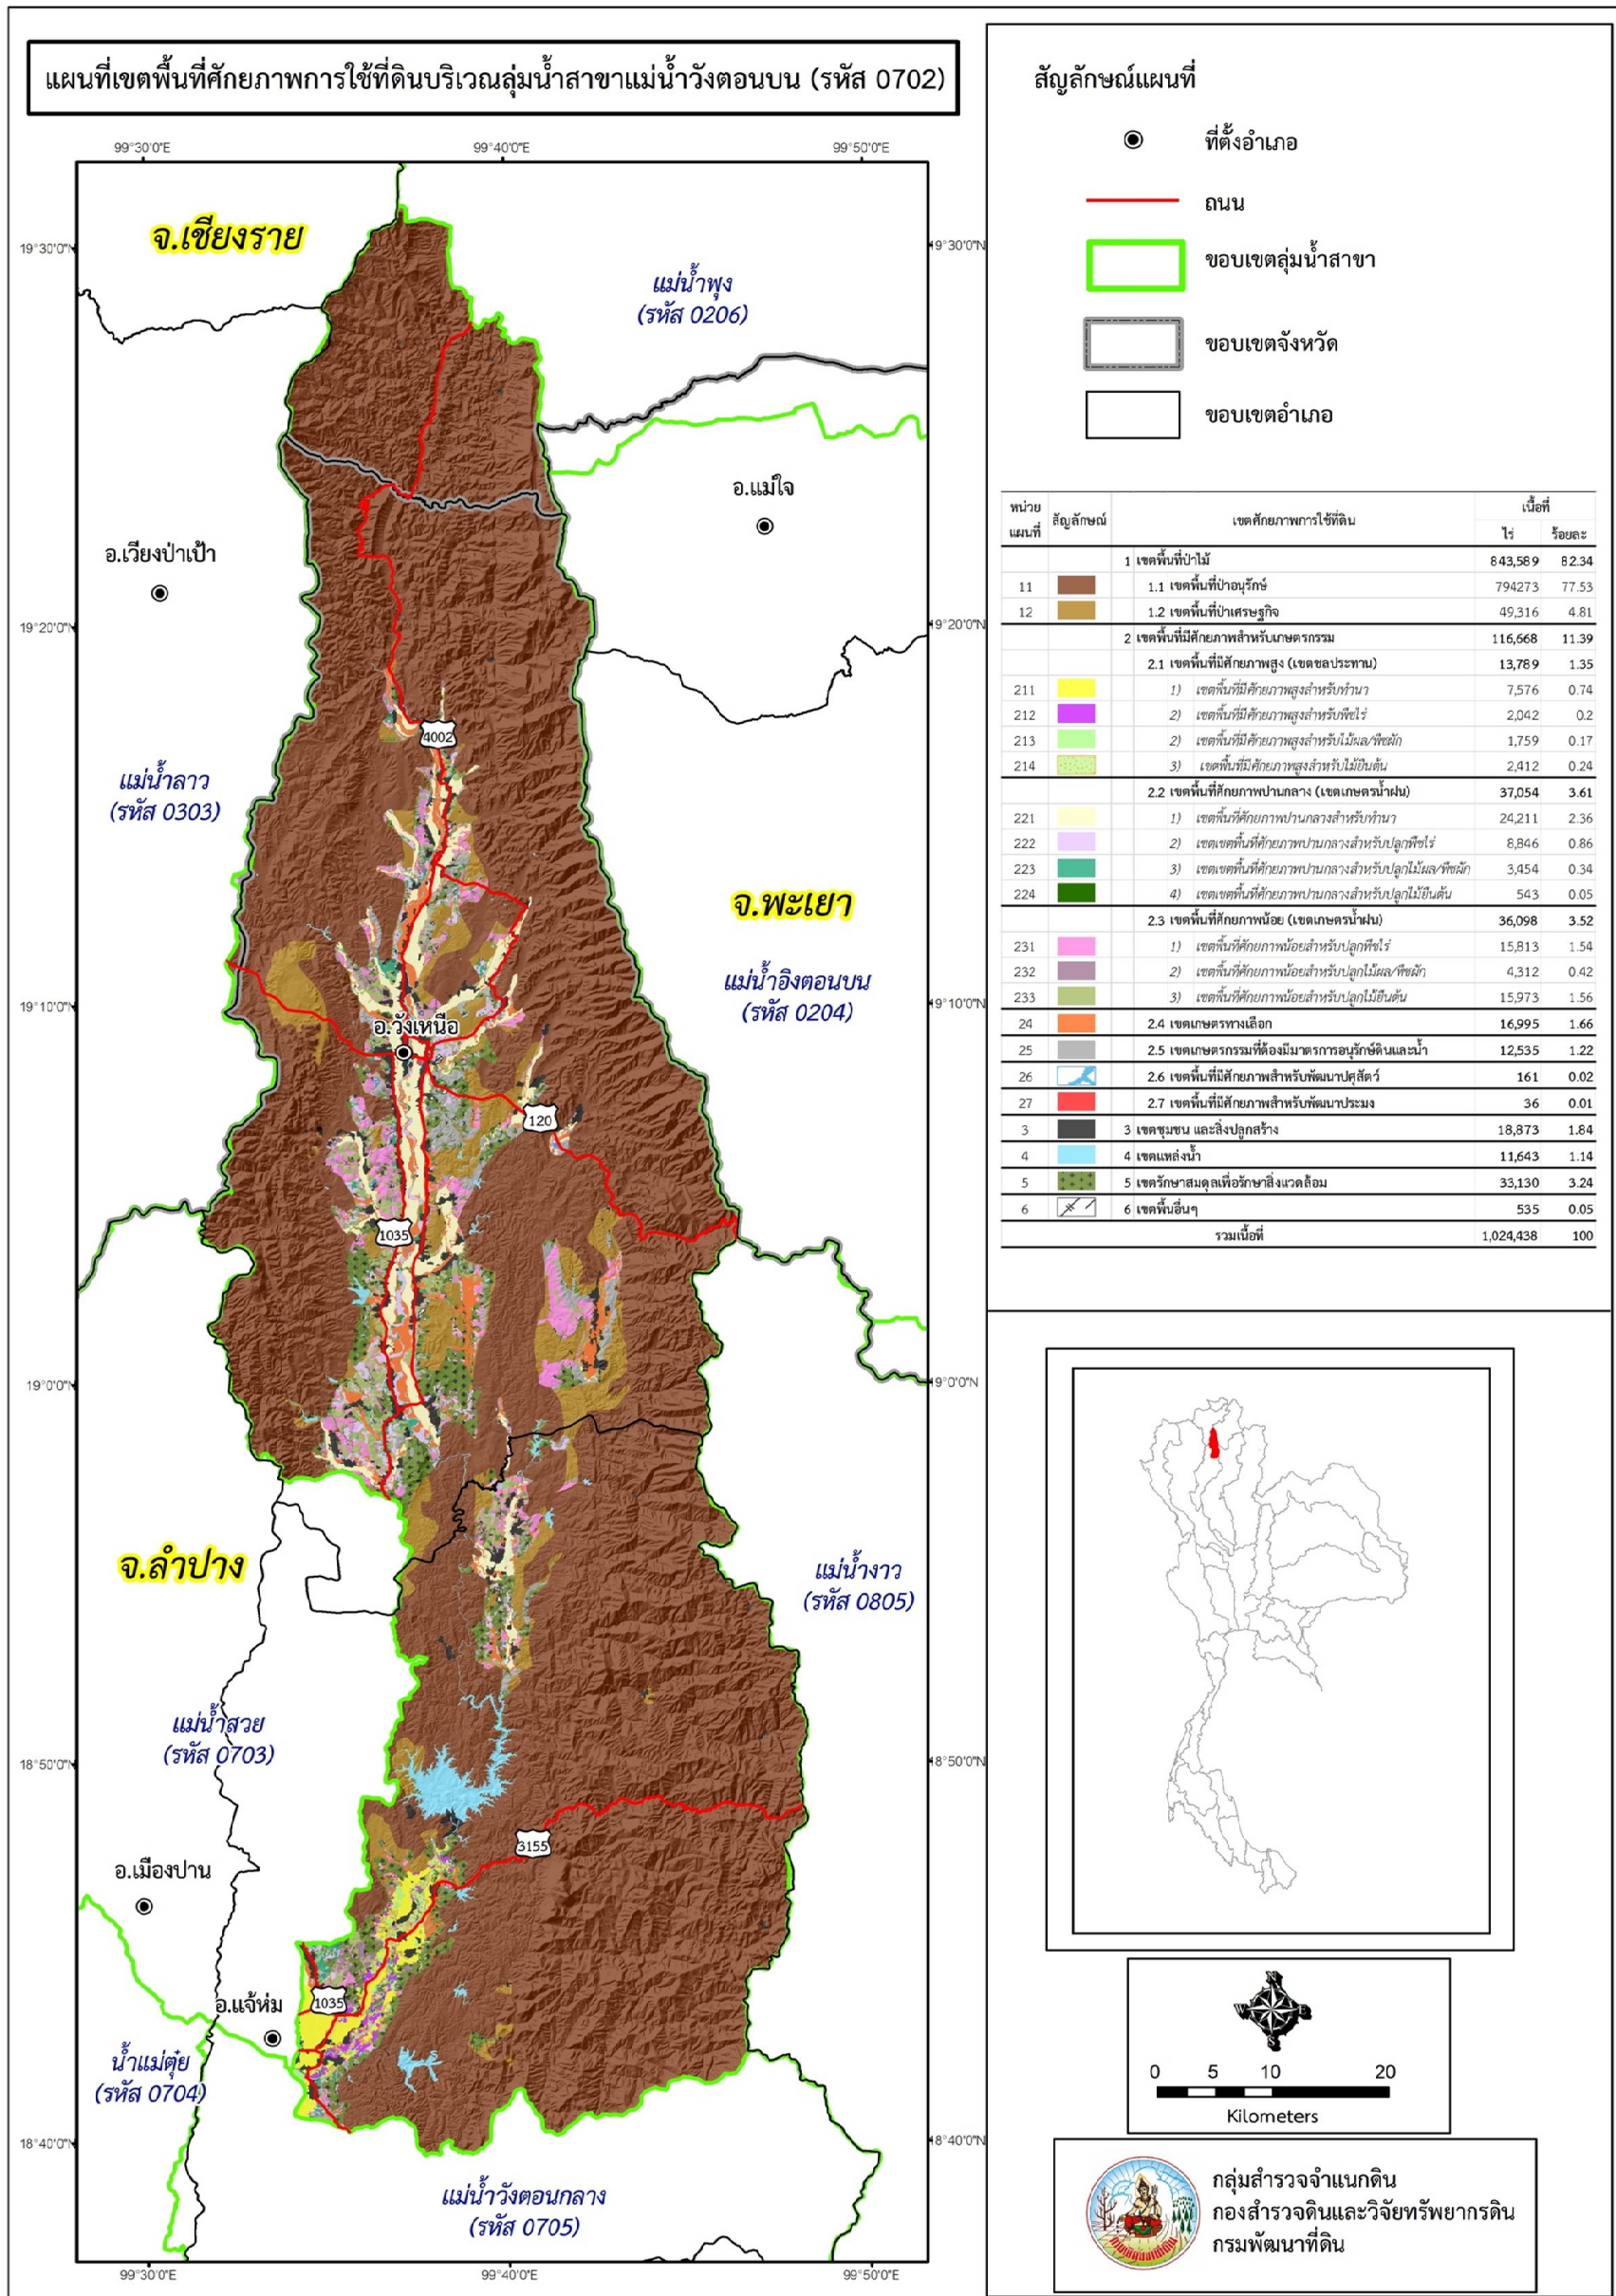 แผนที่เขตพื้นที่ศักยภาพการใช้ที่ดินบริเวณลุ่มน้ำสาขาแม่น้ำวังตอนบน (รหัส 0702)
99°30'0"E 99°40'0"E 99°50'0"E
19°30'0"N
19°20'0"N
19°10'0"N
19°0'0"N
18°50'0"N
18°40'0"N
จ.เชียงราย
แม่น้ำพุง
(รหัส 0206)
อ.แม่ใจ
อ.เวียงป่าเป้า
4002
แม่น้ำลาว
(รหัส 0303)
จ.พะเยา
แม่น้ำอิงตอนบน
(รหัส 0204)
อ.วังเหนือ
120
1035
จ.ลำปาง
แม่น้ำงาว
(รหัส 0805)
แม่น้ำสวย
(รหัส 0703)
3155
อ.เมืองปาน
1035
อ.แจ้ห่ม
น้ำแม่ตุ๋ย
(รหัส 0704)
แม่น้ำวังตอนกลาง
(รหัส 0705)
19°30'0"N
19°20'0"N
19°10'0"N
19°0'0"N
18°50'0"N
18°40'0"N
99°30'0"E 99°40'0"E 99°50'0"E
สัญลักษณ์แผนที่
ที่ตั้งอำเภอ
ถนน
ขอบเขตลุ่มน้ำสาขา
ขอบเขตจังหวัด
ขอบเขตอำเภอ
หน่วยแผนที่ สัญลักษณ์ เขตศักยภาพการใช้ที่ดิน เนื้อที่
ไร่ ร้อยละ
1 เขตพื้นที่ป่าไม้ 843,589 82.34
11 1.1 เขตพื้นที่ป่าอนุรักษ์ 794273 77.53
12 1.2 เขตพื้นที่ป่าเศรษฐกิจ 49,316 4.81
2 เขตพื้นที่มีศักยภาพสำหรับเกษตรกรรม 116,668 11.39
2.1 เขตพื้นที่มีศักยภาพสูง (เขตชลประทาน) 13,789 1.35
211 1) เขตพื้นที่มีศักยภาพสูงสำหรับทำนา 7,576 0.74
212 2) เขตพื้นที่มีศักยภาพสูงสำหรับพืชไร่ 2,042 0.2
213 2) เขตพื้นที่มีศักยภาพสูงสำหรับไม้ผล/พืชผัก 1,759 0.17
214 3) เขตพื้นที่มีศักยภาพสูงสำหรับไม้ยืนต้น 2,412 0.24
2.2 เขตพื้นที่ศักยภาพปานกลาง (เขตเกษตรน้ำฝน) 37,054 3.61
221 1) เขตพื้นที่ศักยภาพปานกลางสำหรับทำนา 24,211 2.36
222 2) เขตเขตพื้นที่ศักยภาพปานกลางสำหรับปลูกพืชไร่ 8,846 0.86
223 3) เขตเขตพื้นที่ศักยภาพปานกลางสำหรับปลูกไม้ผล/พืชผัก 3,454 0.34
224 4) เขตเขตพื้นที่ศักยภาพปานกลางสำหรับปลูกไม้ยืนต้น 543 0.05
2.3 เขตพื้นที่ศักยภาพน้อย (เขตเกษตรน้ำฝน) 36,098 3.52
231 1) เขตพื้นที่ศักยภาพน้อยสำหรับปลูกพืชไร่ 15,813 1.54
232 2) เขตพื้นที่ศักยภาพน้อยสำหรับปลูกไม้ผล/พืชผัก 4,312 0.42
233 3) เขตพื้นที่ศักยภาพน้อยสำหรับปลูกไม้ยืนต้น 15,973 1.56
24 2.4 เขตเกษตรทางเลือก 16,995 1.66
25 2.5 เขตเกษตรกรรมที่ต้องมีมาตรการอนุรักษ์ดินและน้ำ 12,535 1.22
26 2.6 เขตพื้นที่มีศักยภาพสำหรับพัฒนาปศุสัตว์ 161 0.02
27 2.7 เขตพื้นที่มีศักยภาพสำหรับพัฒนาประมง 36 0.01
3 3 เขตชุมชน และสิ่งปลูกสร้าง 18,873 1.84
4 4 เขตแหล่งน้ำ 11,643 1.14
5 5 เขตรักษาสมดุลเพื่อรักษาสิ่งแวดล้อม 33,130 3.24
6 6 เขตพื้นอื่นๆ 535 0.05
รวมเนื้อที่ 1,024,438 100
N
W E
S
0 5 10 20
Kilometers
กลุ่มสำรวจจำแนกดิน
กองสำรวจดินและวิจัยทรัพยากรดิน
กรมพัฒนาที่ดิน